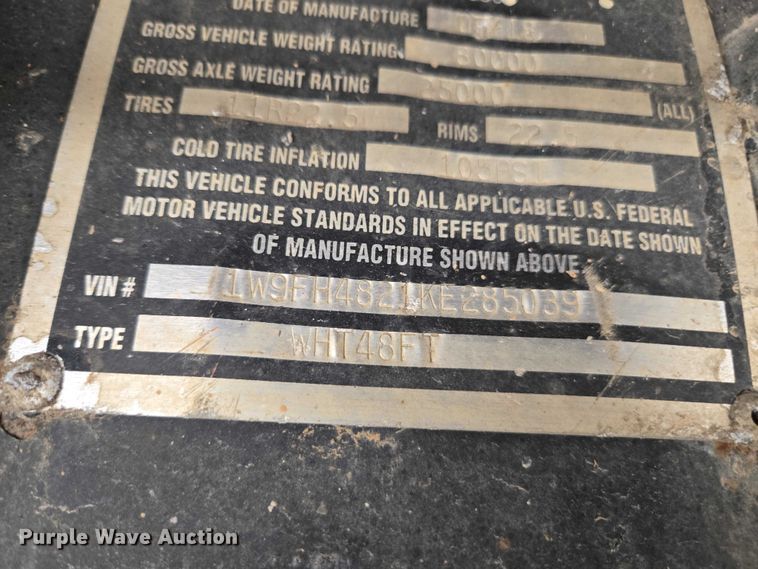 DATE OF MANUFACTURE
GROSS VEHICLE WEIGHT RATING 80000
GROSS AXLE WEIGHT RATING 25000 (ALL)
TIRES 11R22.5 RIMS 22.5
COLD TIRE INFLATION 105PSI
THIS VEHICLE CONFORMS TO ALL APPLICABLE U.S. FEDERAL
MOTOR VEHICLE STANDARDS IN EFFECT ON THE DATE SHOWN
OF MANUFACTURE SHOWN ABOVE
VIN # 1W9FH4821KE285039
TYPE WHT48FT
Purple Wave Auction